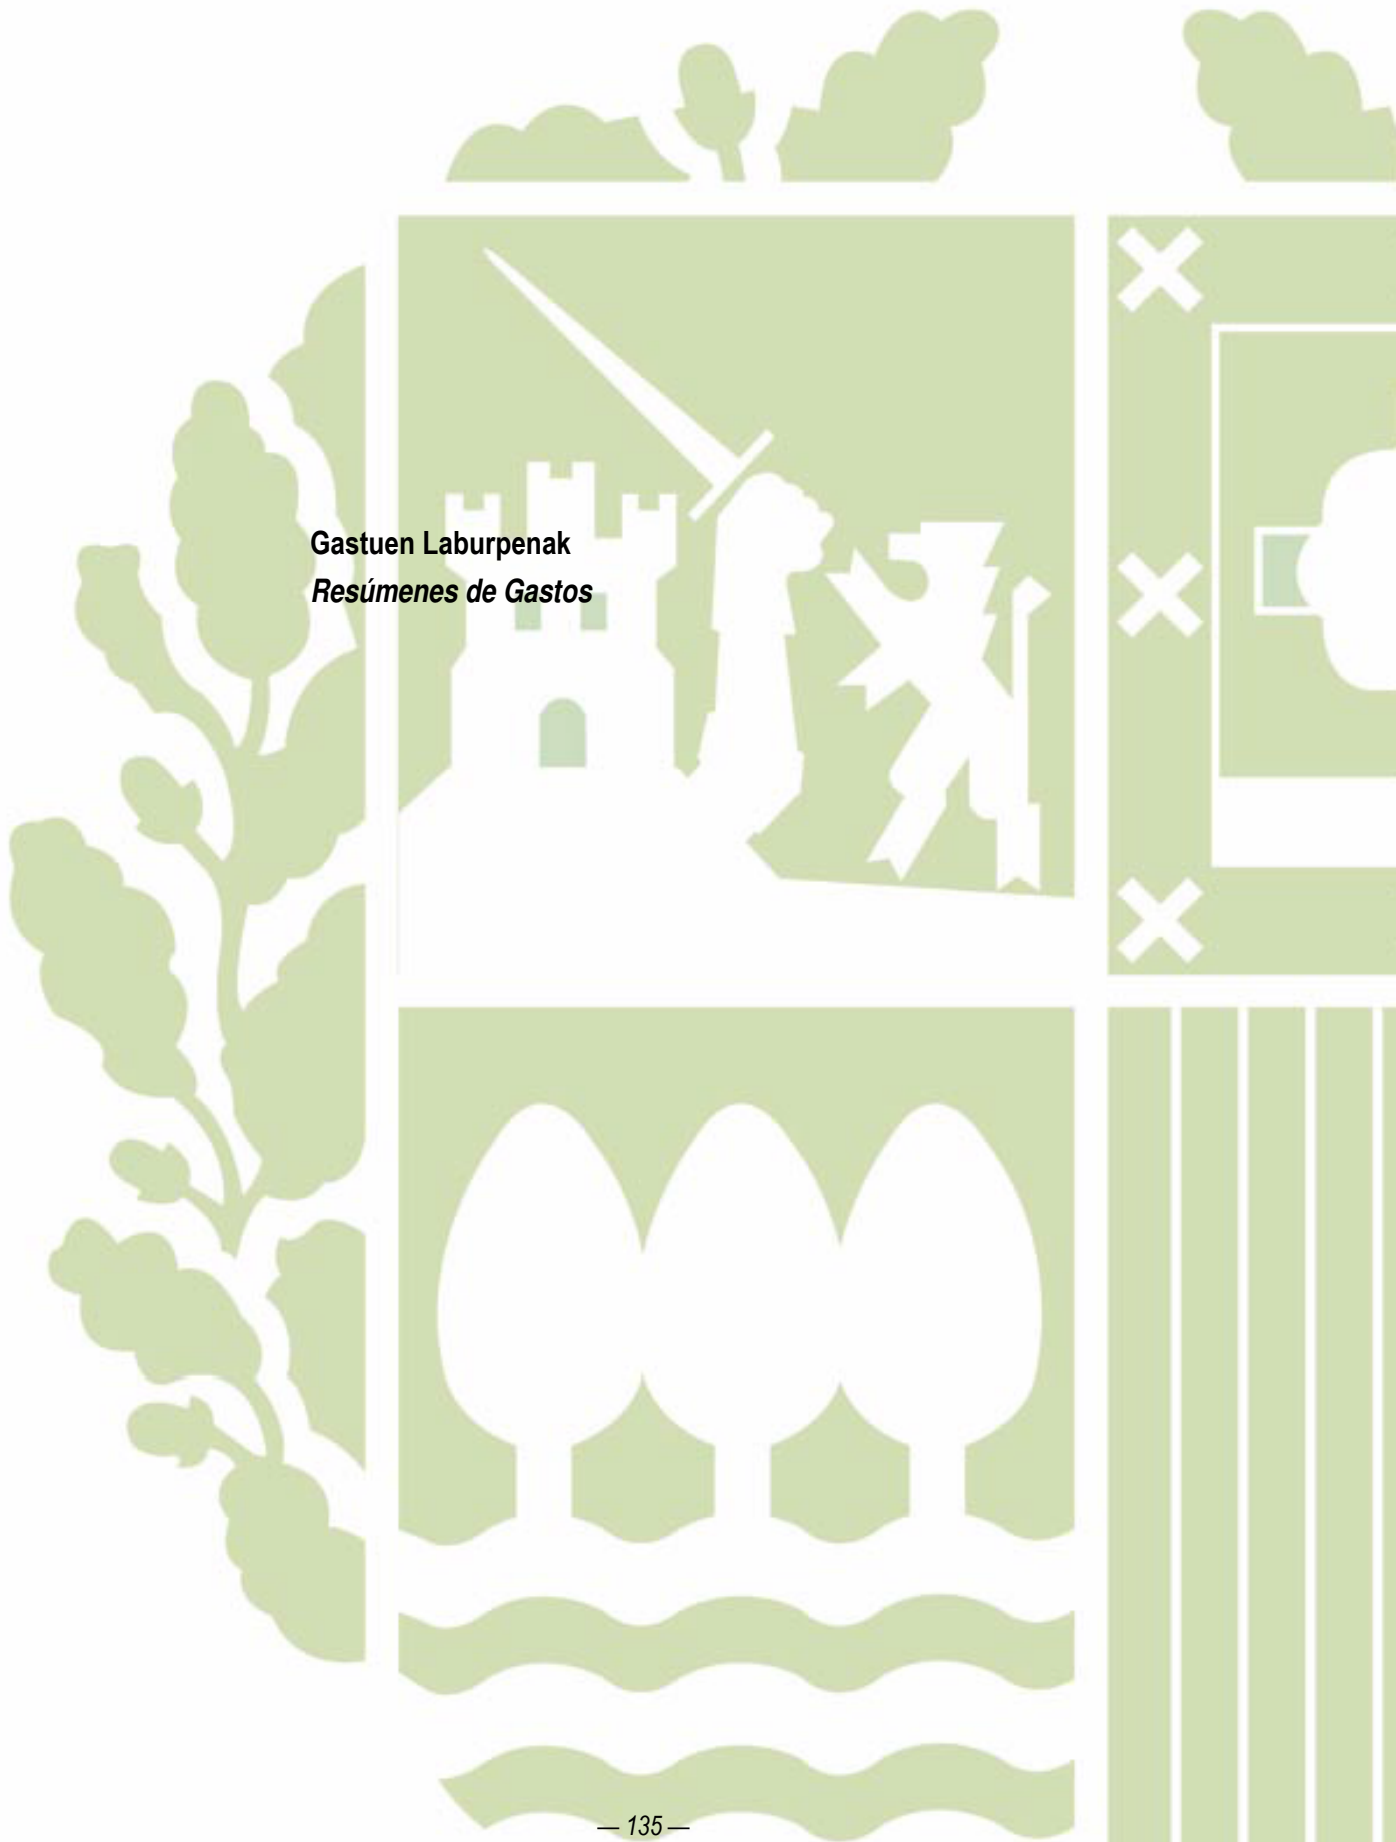 Gastuen Laburpenak
Resúmenes de Gastos
— 135 —